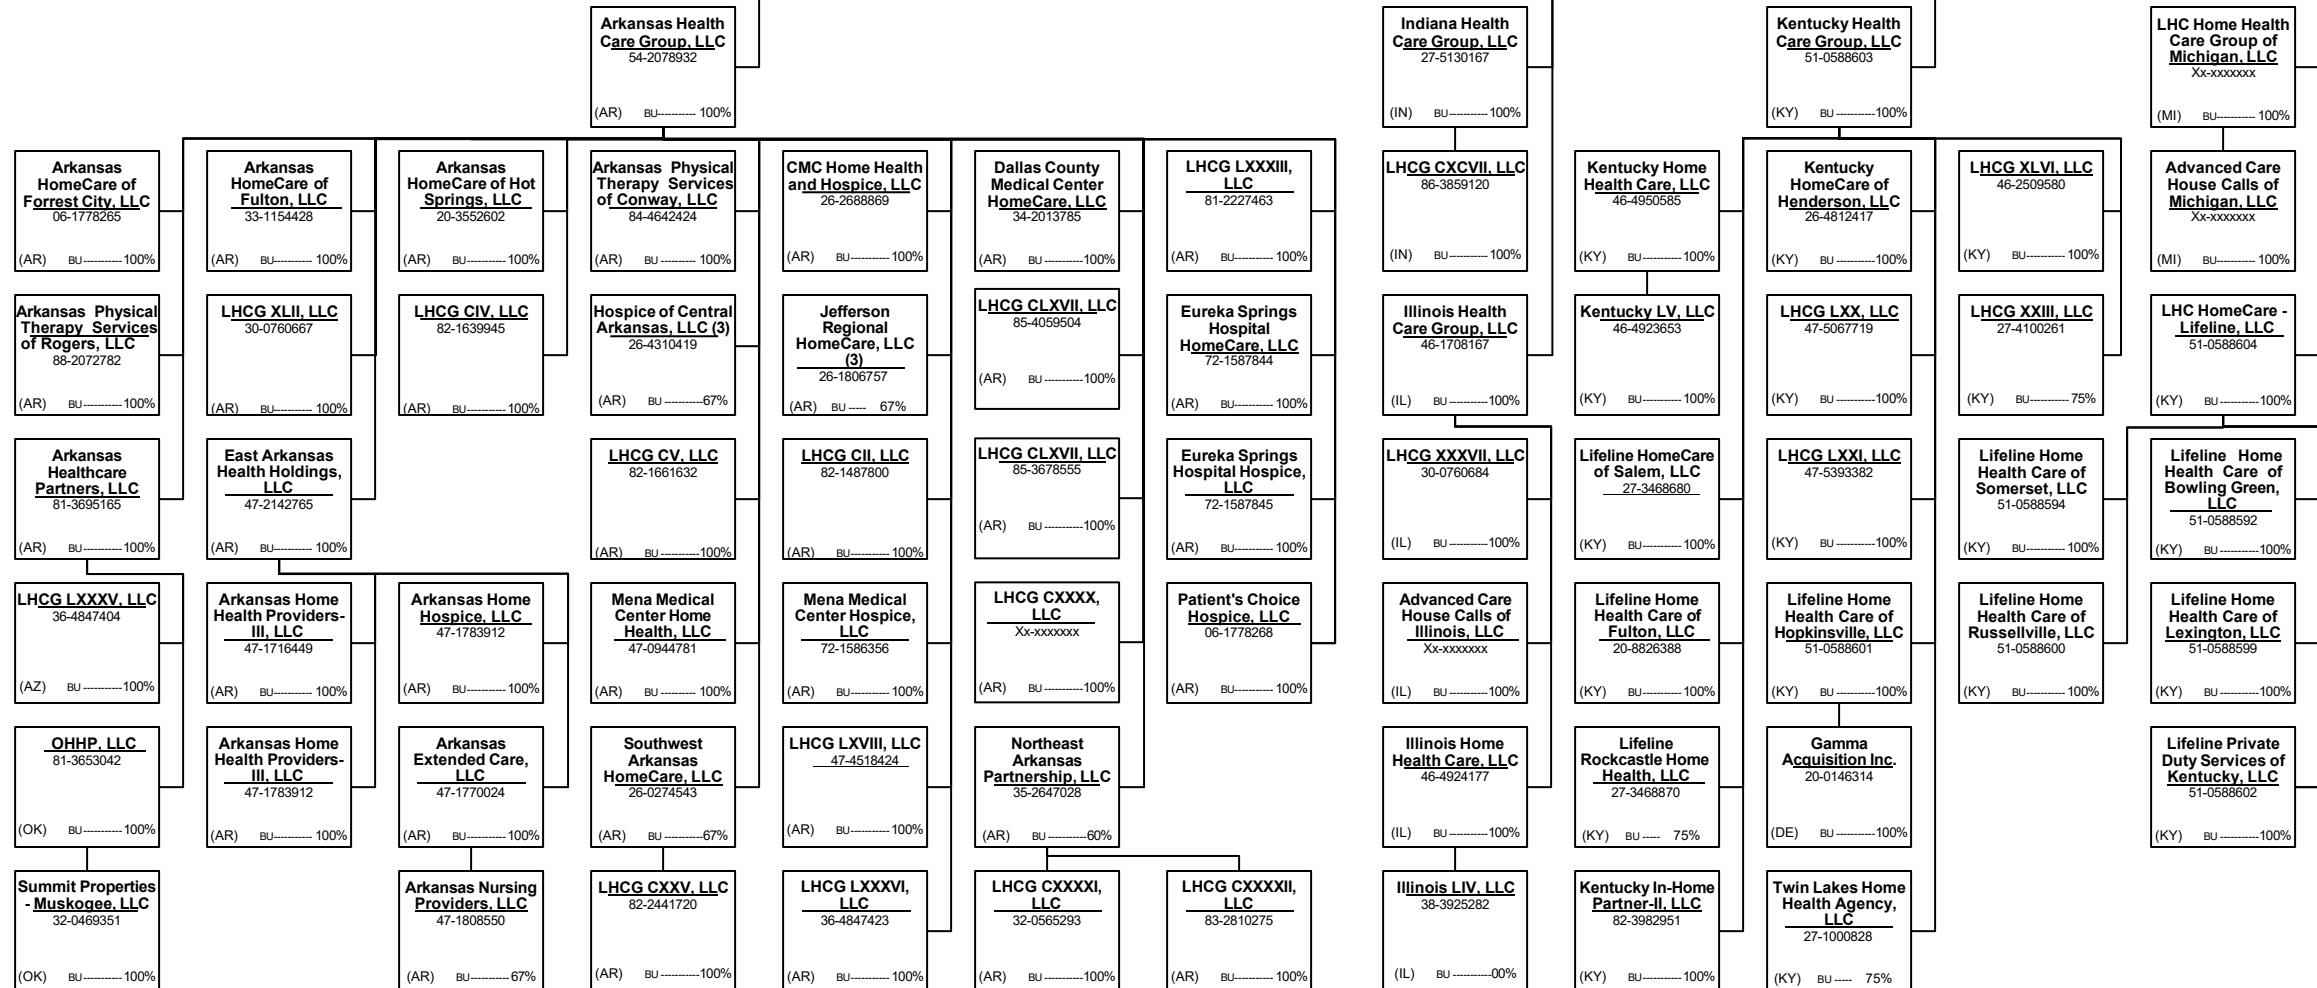 Arkansas Health
Care Group, LLC
54-2078932
(AR) BU----------- 100%
Indiana Health
Care Group, LLC
27-5130167
(IN) BU-----------100%
Kentucky Health
Care Group, LLC
51-0588603
(KY) BU-----------100%
LHC Home Health
Care Group of
Michigan, LLC
Xx-xxxxxxx
(MI) BU----------- 100%
Arkansas
HomeCare of
Forrest City, LLC
06-1778265
(AR) BU-----------100%
Arkansas
HomeCare of
Fulton, LLC
33-1154428
(AR) BU----------- 100%
Arkansas
HomeCare of Hot
Springs, LLC
20-3552602
(AR) BU-----------100%
Arkansas Physical
Therapy Services
of Conway, LLC
84-4642424
(AR) BU----------- 100%
CMC Home Health
and Hospice, LLC
26-2688869
(AR) BU-----------100%
Dallas County
Medical Center
HomeCare, LLC
34-2013785
(AR) BU-----------100%
LHCG LXXXIII,
LLC
81-2227463
(AR) BU----------- 100%
LHCG CXCVII, LLC
86-3859120
(IN) BU-----------100%
Kentucky Home
Health Care, LLC
46-4950585
(KY) BU-----------100%
Kentucky
HomeCare of
Henderson, LLC
26-4812417
(KY) BU-----------100%
LHCG XLVI, LLC
46-2509580
(KY) BU-----------100%
Advanced Care
House Calls of
Michigan, LLC
Xx-xxxxxxx
(MI) BU----------- 100%
Arkansas Physical
Therapy Services
of Rogers, LLC
88-2072782
(AR) BU-----------100%
LHCG XLII, LLC
30-0760667
(AR) BU----------- 100%
LHCG CIV, LLC
82-1639945
(AR) BU-----------100%
Hospice of Central
Arkansas, LLC (3)
26-4310419
(AR) BU -----------67%
Jefferson
Regional
HomeCare, LLC
(3)
26-1806757
(AR) BU ----- 67%
LHCG CLXVII, LLC
85-4059504
(AR) BU -----------100%
Eureka Springs
Hospital
HomeCare, LLC
72-1587844
(AR) BU----------- 100%
Illinois Health
Care Group, LLC
46-1708167
(IL) BU -----------100%
Kentucky LV, LLC
46-4923653
(KY) BU-----------100%
LHCG LXX, LLC
47-5067719
(KY) BU-----------100%
LHCG XXIII, LLC
27-4100261
(KY) BU----------- 75%
LHC HomeCare -
Lifeline, LLC
51-0588604
(KY) BU-----------100%
Arkansas
Healthcare
Partners, LLC
81-3695165
(AR) BU-----------100%
East Arkansas
Health Holdings,
LLC
47-2142765
(AR) BU----------- 100%
LHCG CV, LLC
82-1661632
(AR) BU -----------100%
LHCG CII, LLC
82-1487800
(AR) BU-----------100%
LHCG CLXVII, LLC
85-3678555
(AR) BU -----------100%
Eureka Springs
Hospital Hospice,
LLC
72-1587845
(AR) BU----------- 100%
LHCG XXXVII, LLC
30-0760684
(IL) BU -----------100%
Lifeline HomeCare
of Salem, LLC
27-3468680
(KY) BU-----------100%
LHCG LXXI, LLC
47-5393382
(KY) BU-----------100%
Lifeline Home
Health Care of
Somerset, LLC
51-0588594
(KY) BU-----------100%
Lifeline Home
Health Care of
Bowling Green,
LLC
51-0588592
(KY) BU-----------100%
LHCG LXXXV, LLC
36-4847404
(AZ) BU -----------100%
Arkansas Home
Health Providers-
III, LLC
47-1716449
(AR) BU----------- 100%
Arkansas Home
Hospice, LLC
47-1783912
(AR) BU-----------100%
Mena Medical
Center Home
Health, LLC
47-0944781
(AR) BU----------- 100%
Mena Medical
Center Hospice,
LLC
72-1586356
(AR) BU-----------100%
LHCG CXXXX,
LLC
Xx-xxxxxxx
(AR) BU-----------100%
Patient's Choice
Hospice, LLC
06-1778268
(AR) BU----------- 100%
Advanced Care
House Calls of
Illinois, LLC
Xx-xxxxxxx
(IL) BU -----------100%
Lifeline Home
Health Care of
Fulton, LLC
20-8826388
(KY) BU-----------100%
Lifeline Home
Health Care of
Hopkinsville, LLC
51-0588601
(KY) BU-----------100%
Lifeline Home
Health Care of
Russellville, LLC
51-0588600
(KY) BU-----------100%
Lifeline Home
Health Care of
Lexington, LLC
51-0588599
(KY) BU-----------100%
OHHP, LLC
81-3653042
(OK) BU----------- 100%
Arkansas Home
Health Providers-
III, LLC
47-1783912
(AR) BU----------- 100%
Arkansas
Extended Care,
LLC
47-1770024
(AR) BU-----------100%
Southwest
Arkansas
HomeCare, LLC
26-0274543
(AR) BU -----------67%
LHCG LXVIII, LLC
47-4518424
(AR) BU-----------100%
Northeast
Arkansas
Partnership, LLC
35-2647028
(AR) BU -----------60%
Illinois Home
Health Care, LLC
46-4924177
(IL) BU -----------100%
Lifeline
Rockcastle Home
Health, LLC
27-3468870
(KY) BU ----- 75%
Gamma
Acquisition Inc.
20-0146314
(DE) BU -----------100%
Lifeline Private
Duty Services of
Kentucky, LLC
51-0588602
(KY) BU-----------100%
Summit Properties
- Muskogee, LLC
32-0469351
(OK) BU----------- 100%
Arkansas Nursing
Providers, LLC
47-1808550
(AR) BU----------- 67%
LHCG CXXV, LLC
82-2441720
(AR) BU -----------100%
LHCG LXXXVI,
LLC
36-4847423
(AR) BU-----------100%
LHCG CXXXXI,
LLC
32-0565293
(AR) BU-----------100%
LHCG CXXXXII,
LLC
83-2810275
(AR) BU----------- 100%
Illinois LIV, LLC
38-3925282
(IL) BU -----------00%
Kentucky In-Home
Partner-II, LLC
82-3982951
(KY) BU-----------100%
Twin Lakes Home
Health Agency,
LLC
27-1000828
(KY) BU ----- 75%